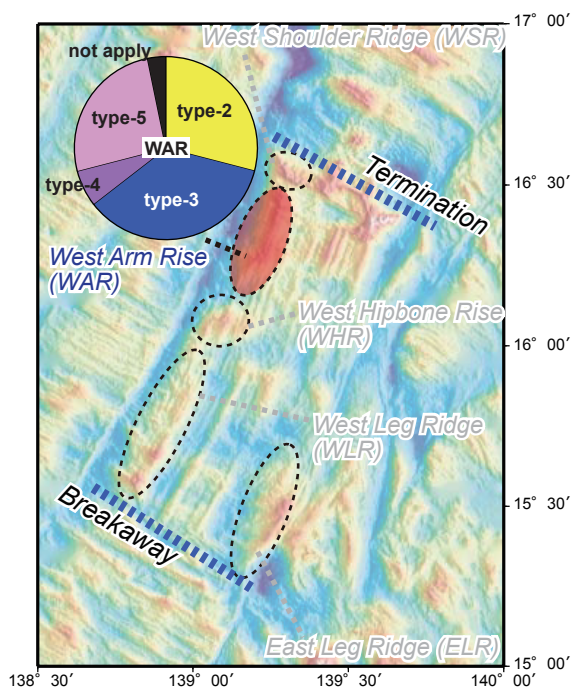 West Shoulder Ridge (WSR)
17° 00'
not apply
type-2
type-5
WAR
type-4
type-3
Termination
16° 30'
West Arm Rise
(WAR)
West Hipbone Rise
(WHR)
16° 00'
West Leg Ridge
(WLR)
15° 30'
Breakaway
East Leg Ridge (ELR)
15° 00'
138° 30'
139° 00'
139° 30'
140° 00'